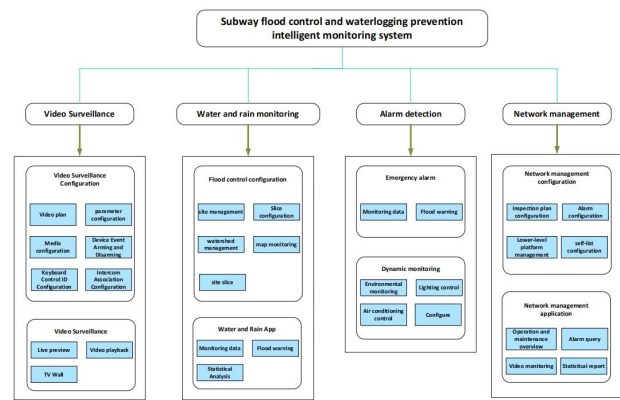 Subway flood control and waterlogging prevention
intelligent monitoring system
Video Surveillance
Water and rain monitoring
Alarm detection
Network management
Video Surveillance
Configuration
Video plan
parameter
configuration
Media
configuration
Device Event
Arming and
Disarming
Keyboard
Control ID
Configuration
Intercom
Association
Configuration
Video Surveillance
Live preview
Video playback
TV Wall
Flood control configuration
site management
Slice
configuration
watershed
management
map monitoring
site slice
Water and Rain App
Monitoring data
Flood warning
Statistical
Analysis
Emergency alarm
Monitoring data
Flood warning
Dynamic monitoring
Environmental
monitoring
Lighting control
Air conditioning
control
Configure
Network management
configuration
Inspection plan
configuration
Alarm
configuration
Lower-level
platform
management
self-list
configuration
Network management
application
Operation and
maintenance
overview
Alarm query
Video monitoring
Statistical report